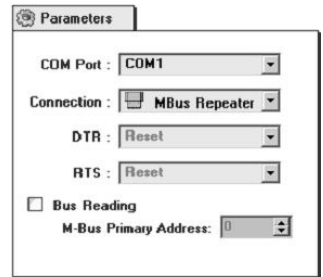 Parameters
COM Port : COM1
Connection : MBus Repeater
DTR : Reset
RTS : Reset
Bus Reading
M-Bus Primary Address: 0